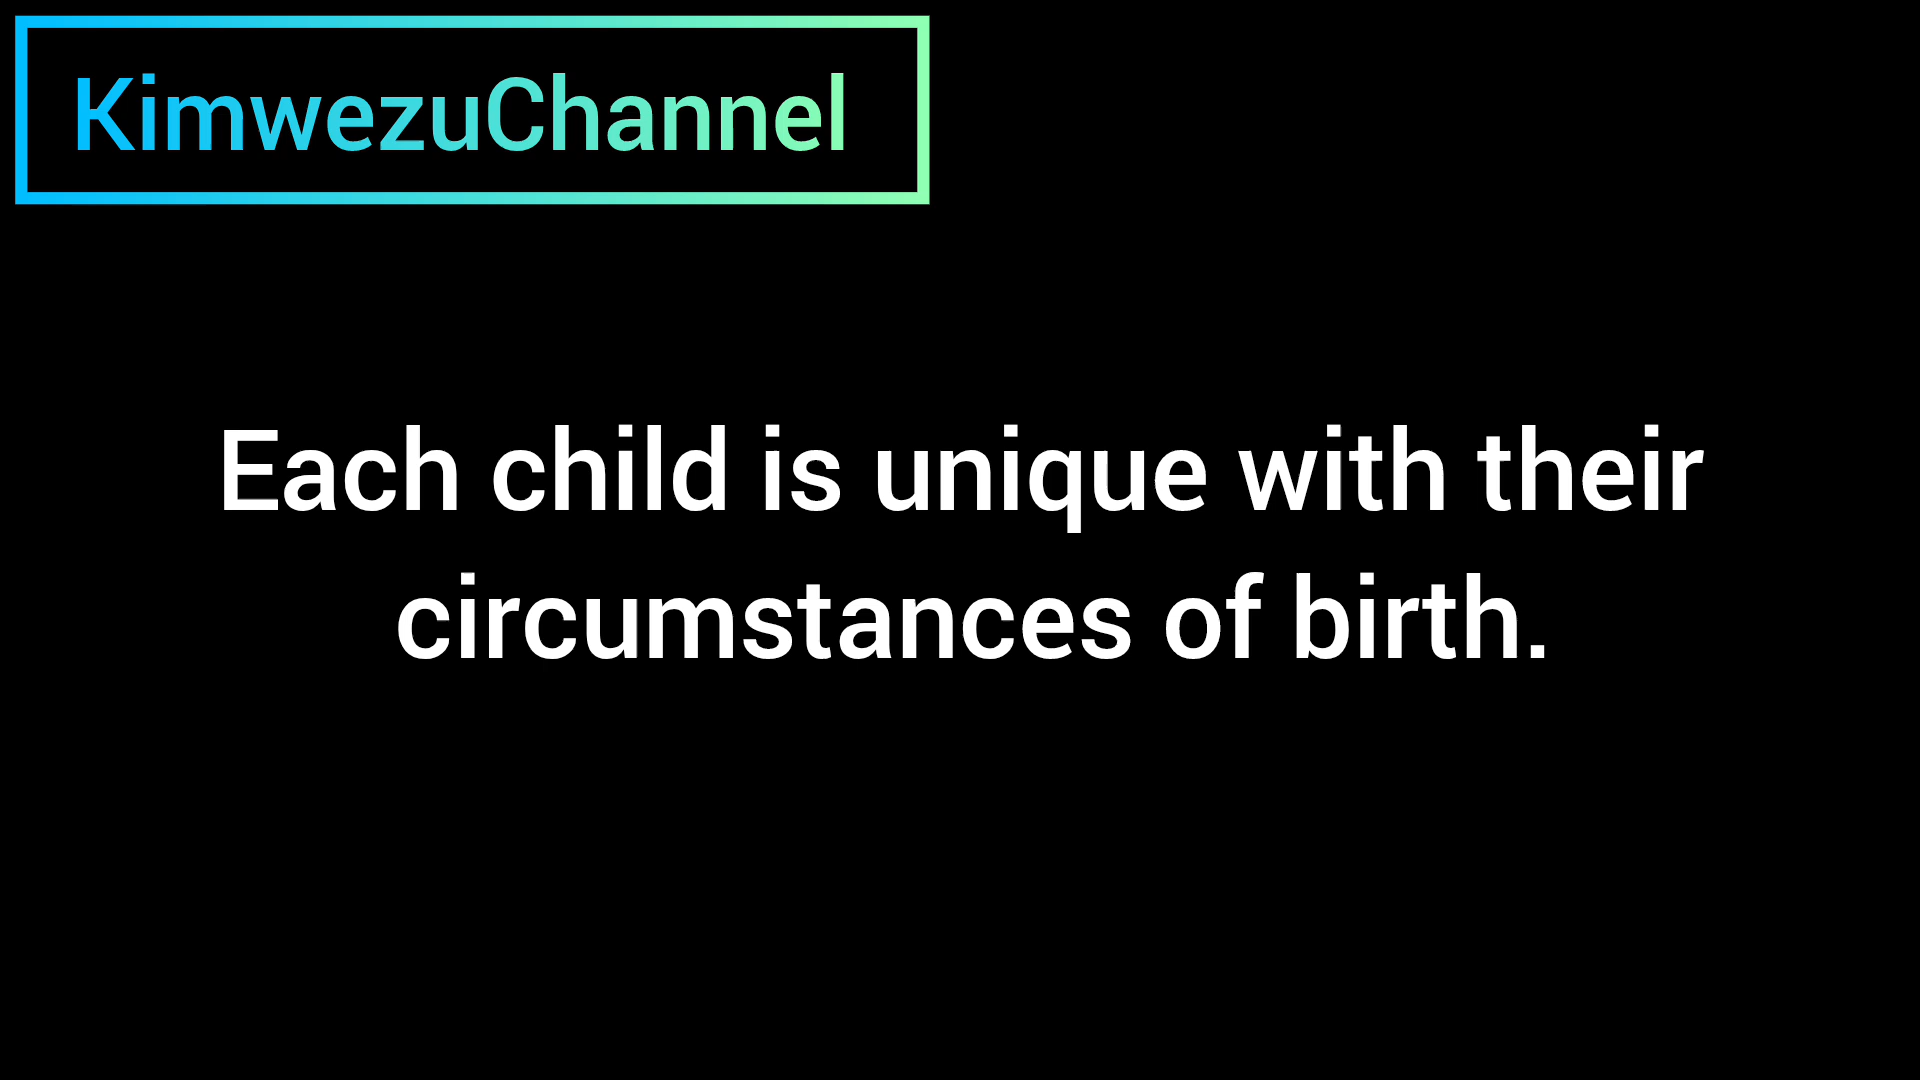 KimwezuChannel
Each child is unique with their
circumstances of birth.